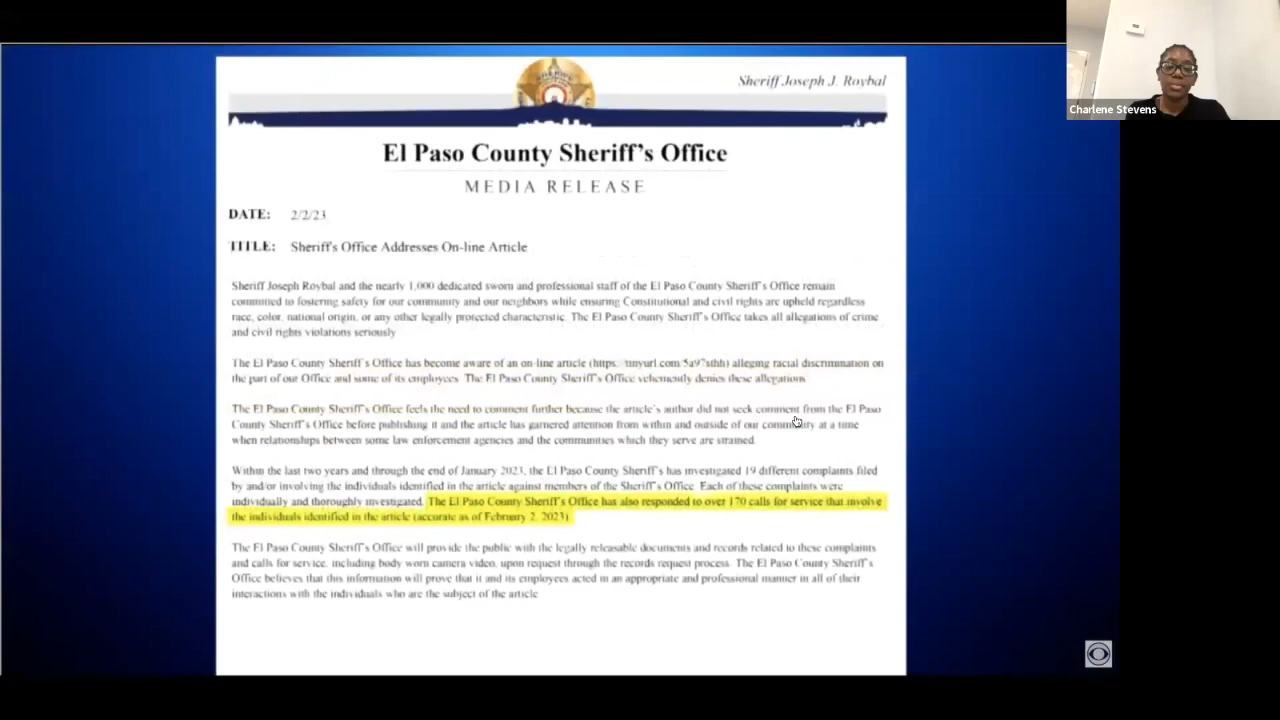 Sheriff Joseph J. Roybal
Charlene Stevens
El Paso County Sheriff's Office
MEDIA RELEASE
DATE: 2/2/23
TITLE: Sheriff's Office Addresses On-line Article
Sheriff Joseph Roybal and the nearly 1,000 dedicated sworn and professional staff of the El Paso County Sheriff's Office remain
committed to fostering safety for our community and our neighbors while ensuring Constitutional and civil rights are upheld regardless
race, color, national origin, or any other legally protected characteristic. The El Paso County Sheriff's Office takes all allegations of crime
and civil rights violations seriously
The El Paso County Sheriff's Office has become aware of an on-line article (https: tinyurl.com/5a97sthh) alleging racial discrimination on
the part of our Office and some of its employees. The El Paso County Sheriff's Office vehemently denies these allegations
The El Paso County Sheriff's Office feels the need to comment further because the article's author did not seek comment from the El Paso
County Sheriff's Office before publishing it and the article has garnered attention from within and outside of our community at a time
when relationships between some law enforcement agencies and the communities which they serve are strained.
Within the last two years and through the end of January 2023, the El Paso County Sheriff's has investigated 19 different complaints filed
by and/or involving the individuals identified in the article against members of the Sheriff's Office. Each of these complaints were
individually and thoroughly investigated. The El Paso County Sheriff's Office has also responded to over 170 calls for service that involve
the individuals identified in the article (accurate as of February 2, 2023).
The El Paso County Sheriff's Office will provide the public with the legally releasable documents and records related to these complaints
and calls for service, including body worn camera video, upon request through the records request process. The El Paso County Sheriff's
Office believes that this information will prove that it and its employees acted in an appropriate and professional manner in all of their
interactions with the individuals who are the subject of the article